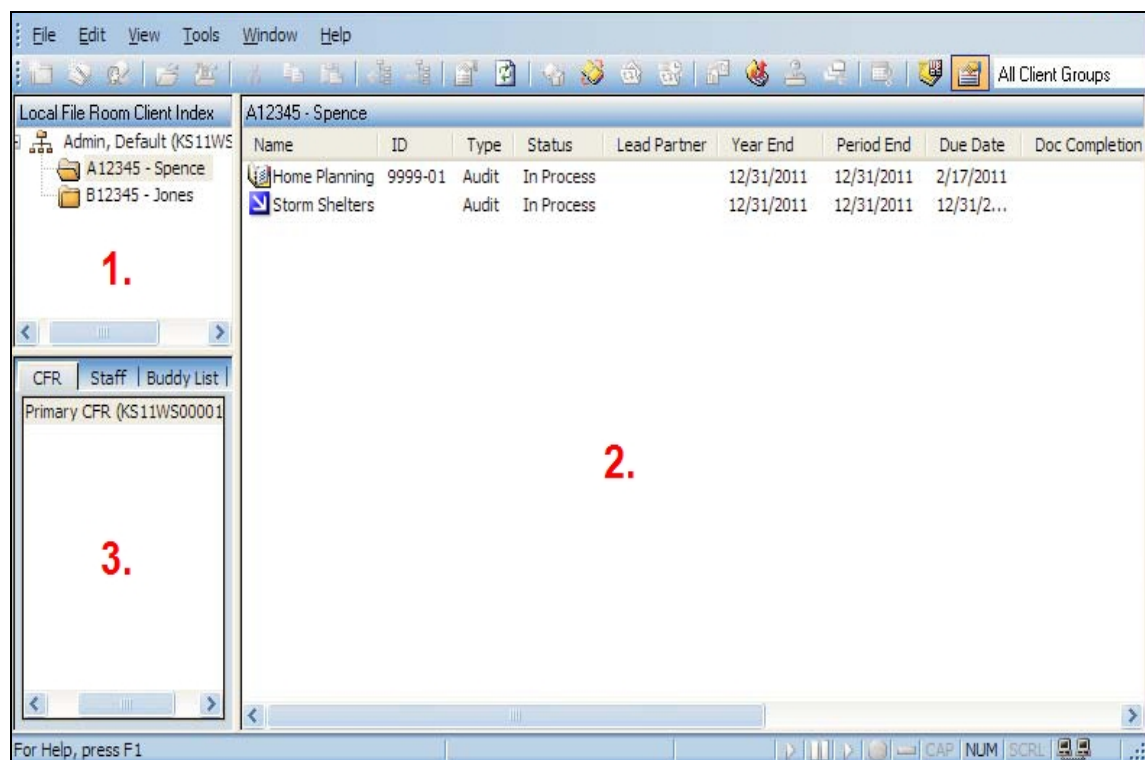 File Edit View Tools Window Help
All Client Groups
Local File Room Client Index
Admin, Default (KS11WS
A12345 - Spence
B12345 - Jones
1.
A12345 - Spence
Name ID Type Status Lead Partner Year End Period End Due Date Doc Completion
Home Planning 9999-01 Audit In Process 12/31/2011 12/31/2011 2/17/2011
Storm Shelters Audit In Process 12/31/2011 12/31/2011 12/31/2...
2.
CFR Staff Buddy List
Primary CFR (KS11WS00001
3.
For Help, press F1
CAP NUM SCRL